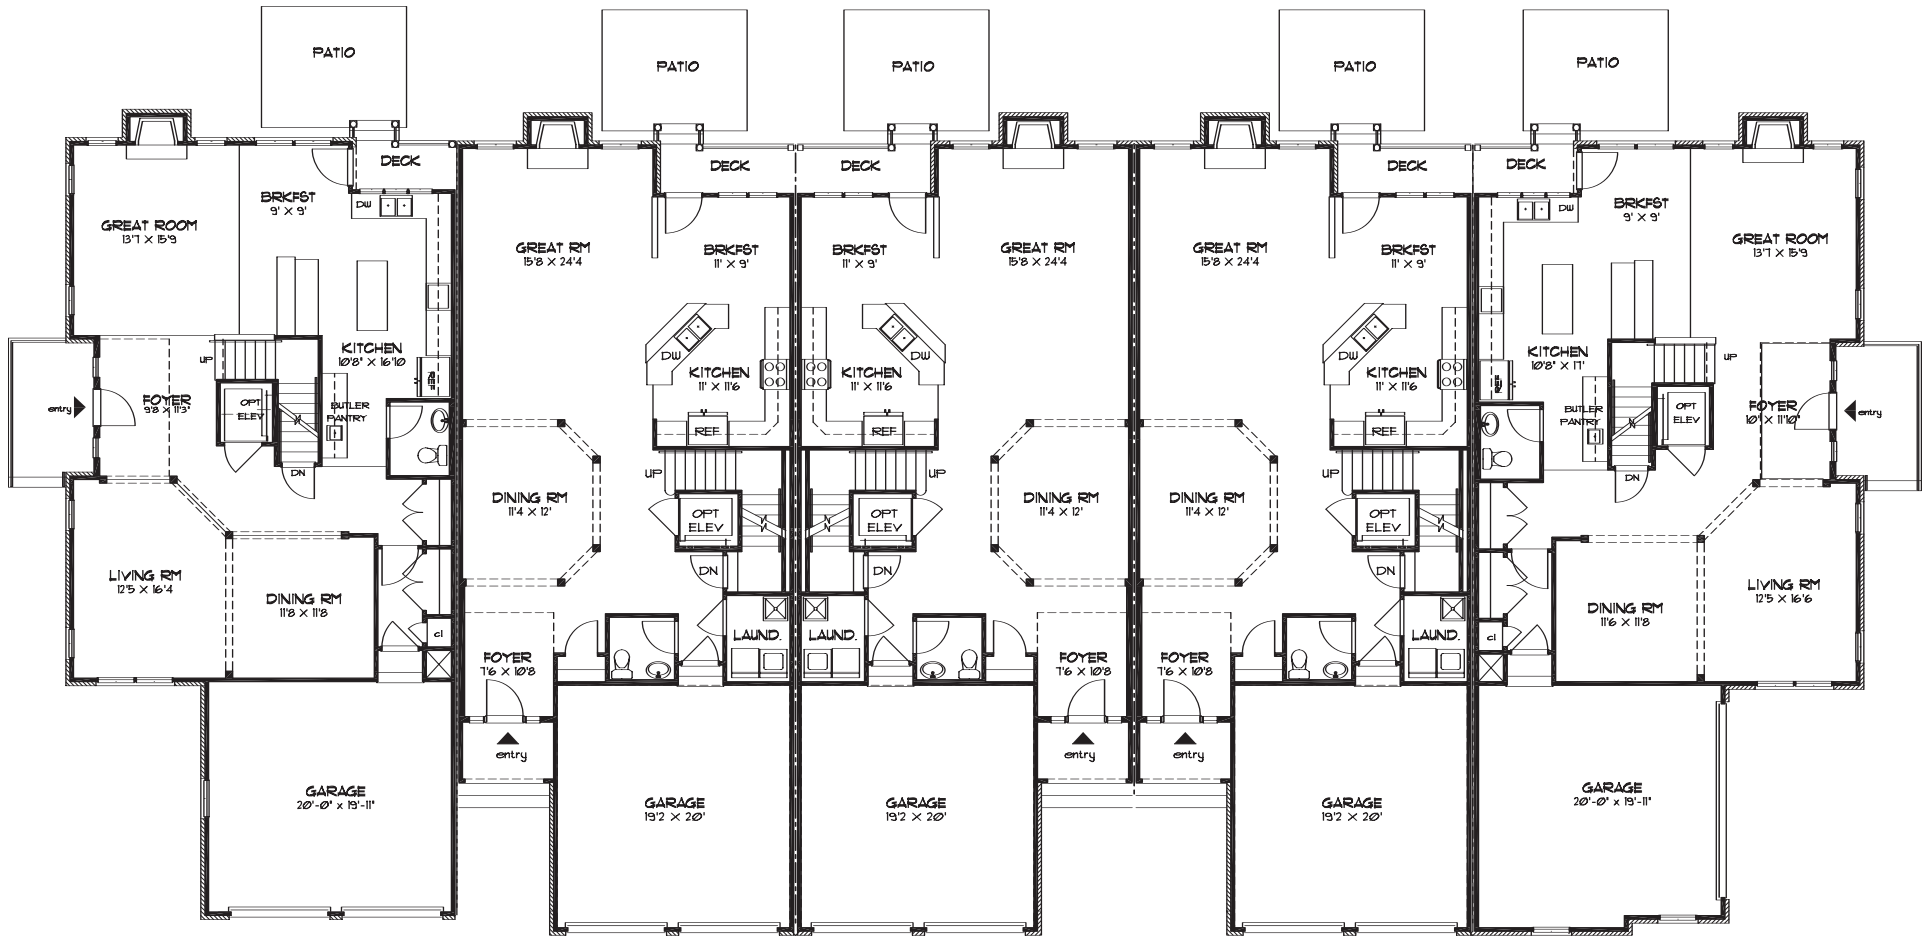 PATIO
DECK
BRKFST
9' X 9'
DW
GREAT ROOM
13'7 X 15'9
KITCHEN
10'8" X 16'10
REF
UP
FOYER
9'8 X 11'3"
entry
OPT
ELEV
BUTLER
PANTRY
DN
LIVING RM
12'5 X 16'4
DINING RM
11'8 X 11'8
cl
GARAGE
20'-0" x 19'-11"
PATIO
DECK
GREAT RM
15'8 X 24'4
BRKFST
11' X 9'
DW
KITCHEN
11' X 11'6
REF
UP
DINING RM
11'4 X 12'
OPT
ELEV
DN
LAUND.
FOYER
7'6 X 10'8
entry
GARAGE
19'2 X 20'
PATIO
DECK
BRKFST
11' X 9'
GREAT RM
15'8 X 24'4
DW
KITCHEN
11' X 11'6
REF
UP
DINING RM
11'4 X 12'
OPT
ELEV
DN
LAUND.
FOYER
7'6 X 10'8
entry
GARAGE
19'2 X 20'
PATIO
DECK
GREAT RM
15'8 X 24'4
BRKFST
11' X 9'
DW
KITCHEN
11' X 11'6
REF
UP
DINING RM
11'4 X 12'
OPT
ELEV
DN
LAUND.
FOYER
7'6 X 10'8
entry
GARAGE
19'2 X 20'
PATIO
DECK
DW
BRKFST
9' X 9'
GREAT ROOM
13'7 X 15'9
KITCHEN
10'8" X 17'
REF
UP
BUTLER
PANTRY
OPT
ELEV
FOYER
10' X 11'10"
entry
DN
LIVING RM
12'5 X 16'6
DINING RM
11'6 X 11'8
cl
GARAGE
20'-0" x 19'-11"